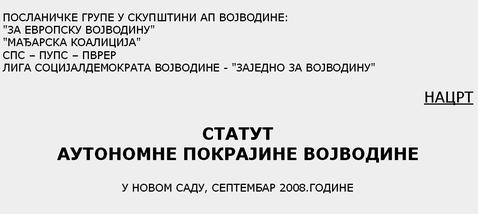 ПОСЛАНИЧКЕ ГРУПЕ У СКУПШТИНИ АП ВОЈВОДИНЕ:
"ЗА ЕВРОПСКУ ВОЈВОДИНУ"
"МАЂАРСКА КОАЛИЦИЈА"
СПС – ПУПС – ПВРЕР
ЛИГА СОЦИЈАЛДЕМОКРАТА ВОЈВОДИНЕ - "ЗАЈЕДНО ЗА ВОЈВОДИНУ"
НАЦРТ
СТАТУТ
АУТОНОМНЕ ПОКРАЈИНЕ ВОЈВОДИНЕ
У НОВОМ САДУ, СЕПТЕМБАР 2008.ГОДИНЕ